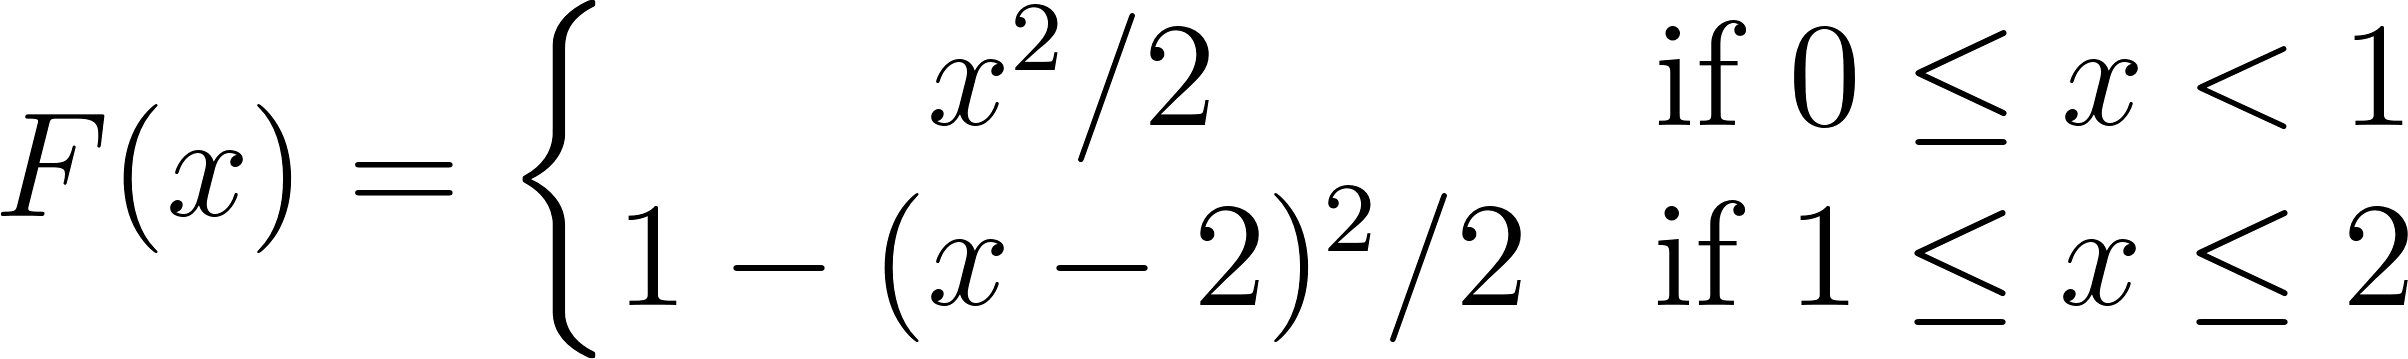 F(x) = { x²/2 if 0 ≤ x < 1
1 − (x − 2)²/2 if 1 ≤ x ≤ 2